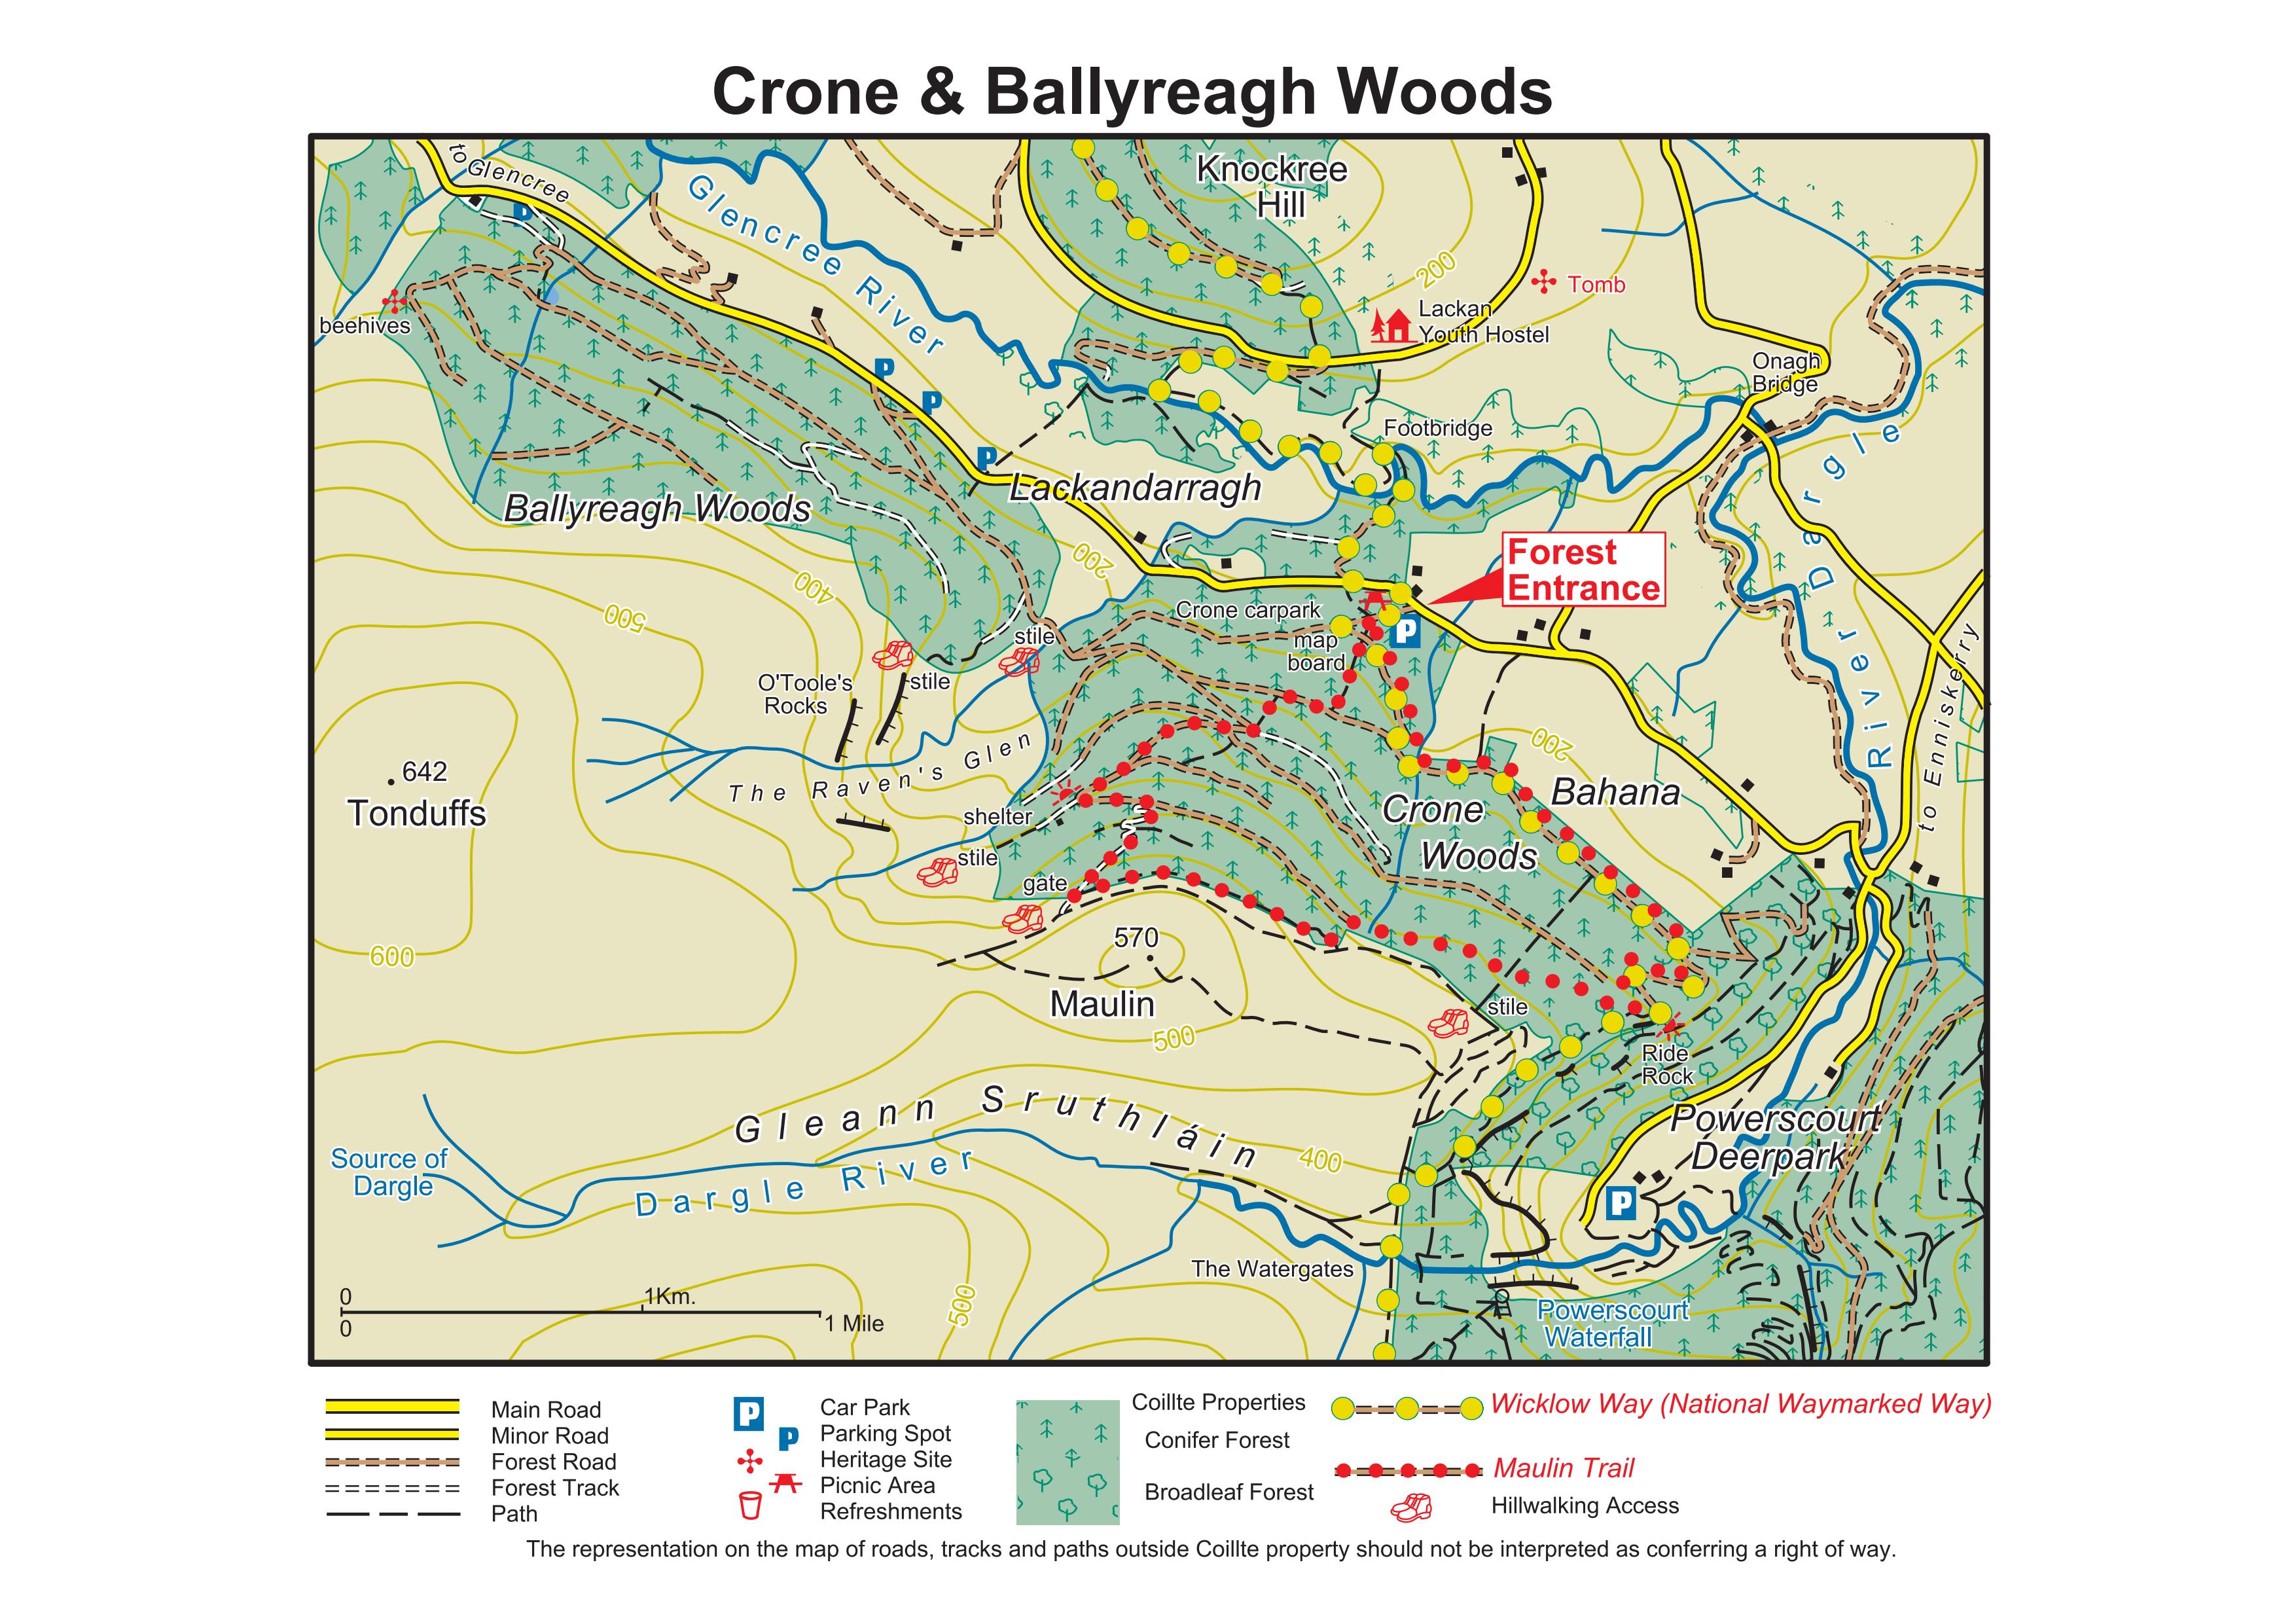 Crone & Ballyreagh Woods
to Glencree
Glencree River
Knockree
Hill
200
Tomb
Lackan
Youth Hostel
beehives
P
P
P
P
Onagh
Bridge
Footbridge
Lackandarragh
Ballyreagh Woods
River Dargle
Forest
Entrance
200
400
500
Crone carpark
P
map
board
stile
stile
O'Toole's
Rocks
to Enniskerry
The Raven's Glen
200
Bahana
642
Tonduffs
Crone
Woods
shelter
stile
gate
570
Maulin
600
stile
500
Ride
Rock
Gleann Sruthláin
Powerscourt
Deerpark
Source of
Dargle
Dargle River
400
P
The Watergates
500
Powerscourt
Waterfall
0
1Km.
0
1 Mile
Main Road
Minor Road
Forest Road
Forest Track
Path
P
P
Car Park
Parking Spot
Heritage Site
Picnic Area
Refreshments
Coillte Properties
Conifer Forest
Broadleaf Forest
Wicklow Way (National Waymarked Way)
Maulin Trail
Hillwalking Access
The representation on the map of roads, tracks and paths outside Coillte property should not be interpreted as conferring a right of way.